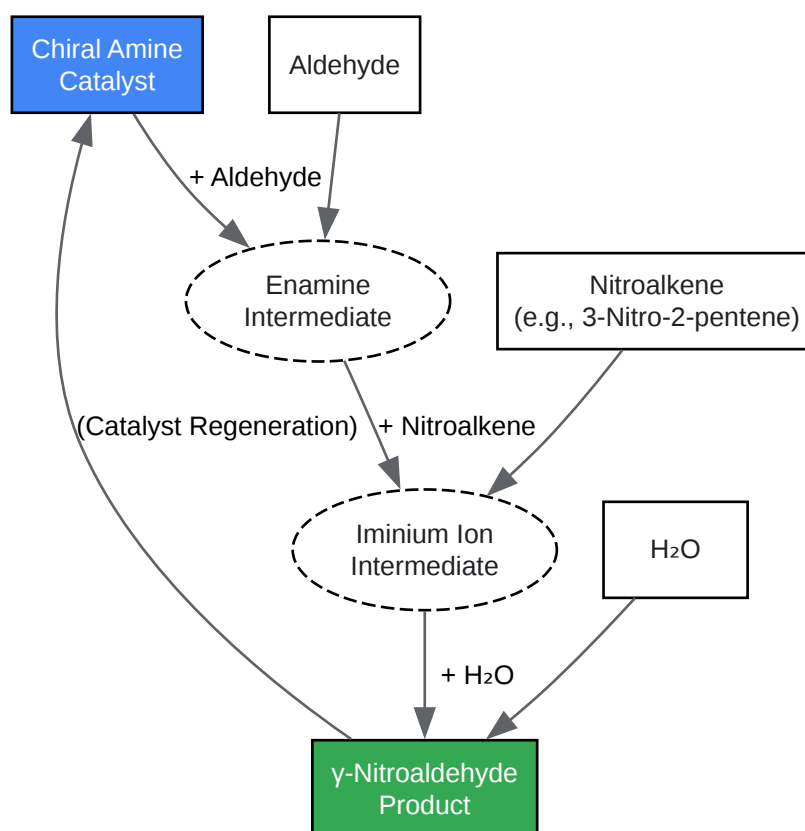 Chiral Amine
Catalyst
Aldehyde
+ Aldehyde
Enamine
Intermediate
Nitroalkene
(e.g., 3-Nitro-2-pentene)
(Catalyst Regeneration)
+ Nitroalkene
Iminium Ion
Intermediate
H₂O
+ H₂O
γ-Nitroaldehyde
Product